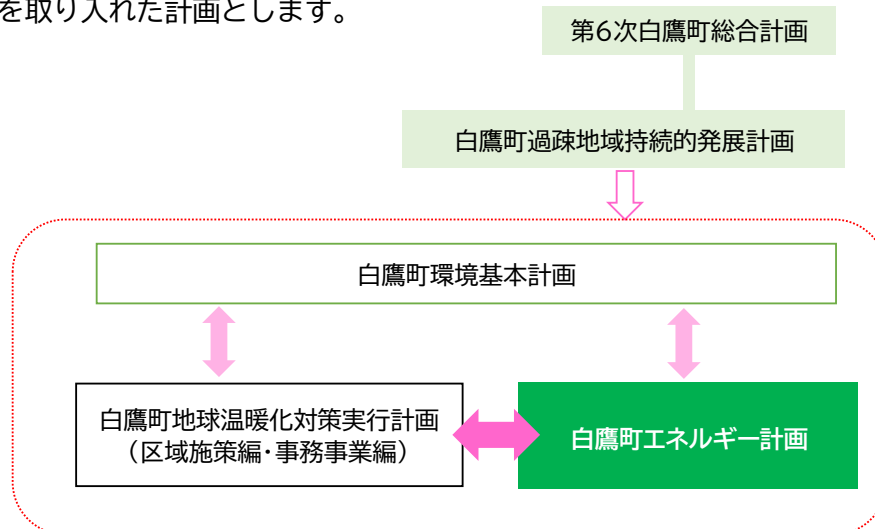 を取り入れた計画とします。
第6次白鷹町総合計画
白鷹町過疎地域持続的発展計画
白鷹町環境基本計画
白鷹町地球温暖化対策実行計画
（区域施策編・事務事業編）
白鷹町エネルギー計画